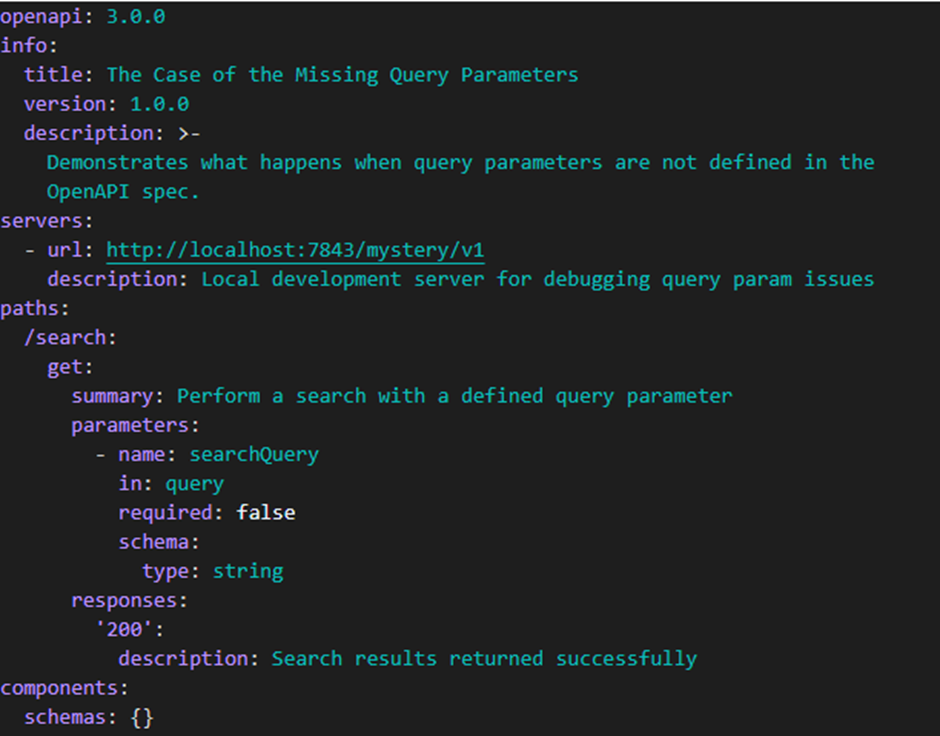 openapi: 3.0.0
info:
  title: The Case of the Missing Query Parameters
  version: 1.0.0
  description: >-
    Demonstrates what happens when query parameters are not defined in the
    OpenAPI spec.
servers:
  - url: http://localhost:7843/mystery/v1
    description: Local development server for debugging query param issues
paths:
  /search:
    get:
      summary: Perform a search with a defined query parameter
      parameters:
        - name: searchQuery
          in: query
          required: false
          schema:
            type: string
      responses:
        '200':
          description: Search results returned successfully
components:
  schemas: {}